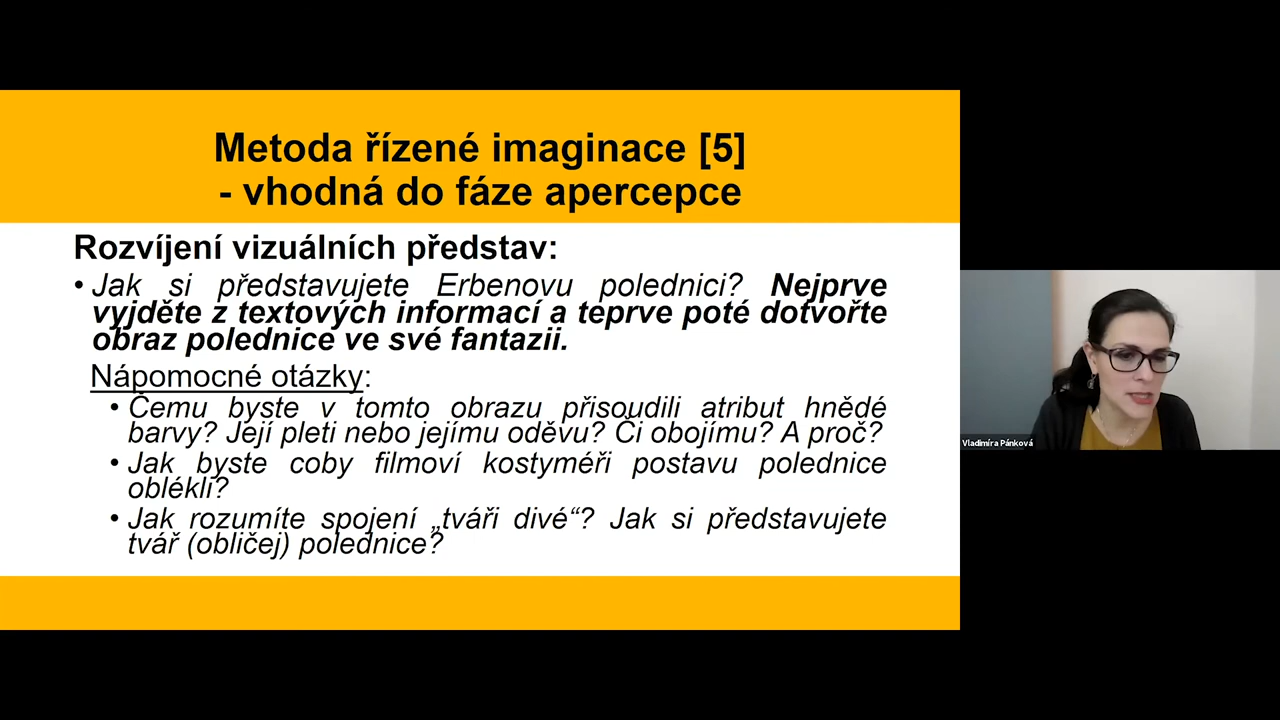 Metoda řízené imaginace [5]
- vhodná do fáze apercepce
Rozvíjení vizuálních představ:
• Jak si představujete Erbenovu polednici? Nejprve
vyjděte z textových informací a teprve poté dotvořte
obraz polednice ve své fantazii.
Nápomocné otázky:
• Čemu byste v tomto obrazu přisoudili atribut hnědé
barvy? Její pleti nebo jejímu oděvu? Či obojímu? A proč?
• Jak byste coby filmoví kostyméři postavu polednice
oblékli?
• Jak rozumíte spojení „tváři divé“? Jak si představujete
tvář (obličej) polednice?
Vladimíra Pánková